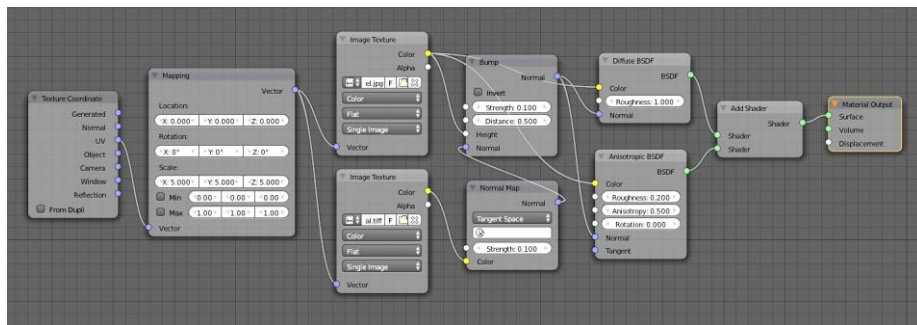 Texture Coordinate
Generated
Normal
UV
Object
Camera
Window
Reflection
From Dupli
Mapping
Vector
Location:
X: 0.000 Y: 0.000 Z: 0.000
Rotation:
X: 0° Y: 0° Z: 0°
Scale:
X: 5.000 Y: 5.000 Z: 5.000
Min 0.00 0.00 0.00
Max 1.00 1.00 1.00
Vector
Image Texture
Color
Alpha
el.jpg F
Color
Flat
Single Image
Vector
Image Texture
Color
Alpha
al.tiff F
Color
Flat
Single Image
Vector
Bump
Normal
Invert
Strength: 0.100
Distance: 0.500
Height
Normal
Normal Map
Normal
Tangent Space
Strength: 0.100
Color
Diffuse BSDF
BSDF
Color
Roughness: 1.000
Normal
Anisotropic BSDF
BSDF
Color
Roughness: 0.200
Anisotropy: 0.500
Rotation: 0.000
Normal
Tangent
Add Shader
Shader
Shader
Shader
Material Output
Surface
Volume
Displacement